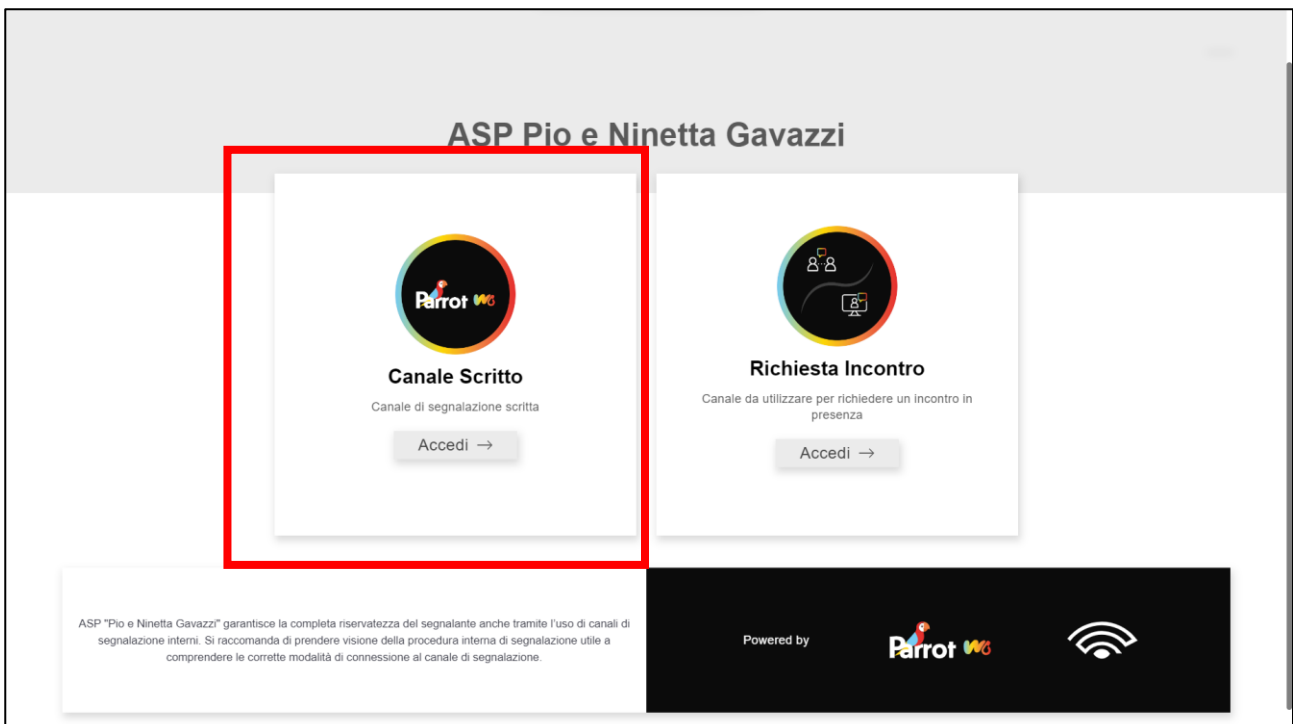 ASP Pio e Ninetta Gavazzi
Parrot WB
Canale Scritto
Canale di segnalazione scritta
Accedi →
Richiesta Incontro
Canale da utilizzare per richiedere un incontro in
presenza
Accedi →
ASP "Pio e Ninetta Gavazzi" garantisce la completa riservatezza del segnalante anche tramite l'uso di canali di
segnalazione interni. Si raccomanda di prendere visione della procedura interna di segnalazione utile a
comprendere le corrette modalità di connessione al canale di segnalazione.
Powered by
Parrot WB